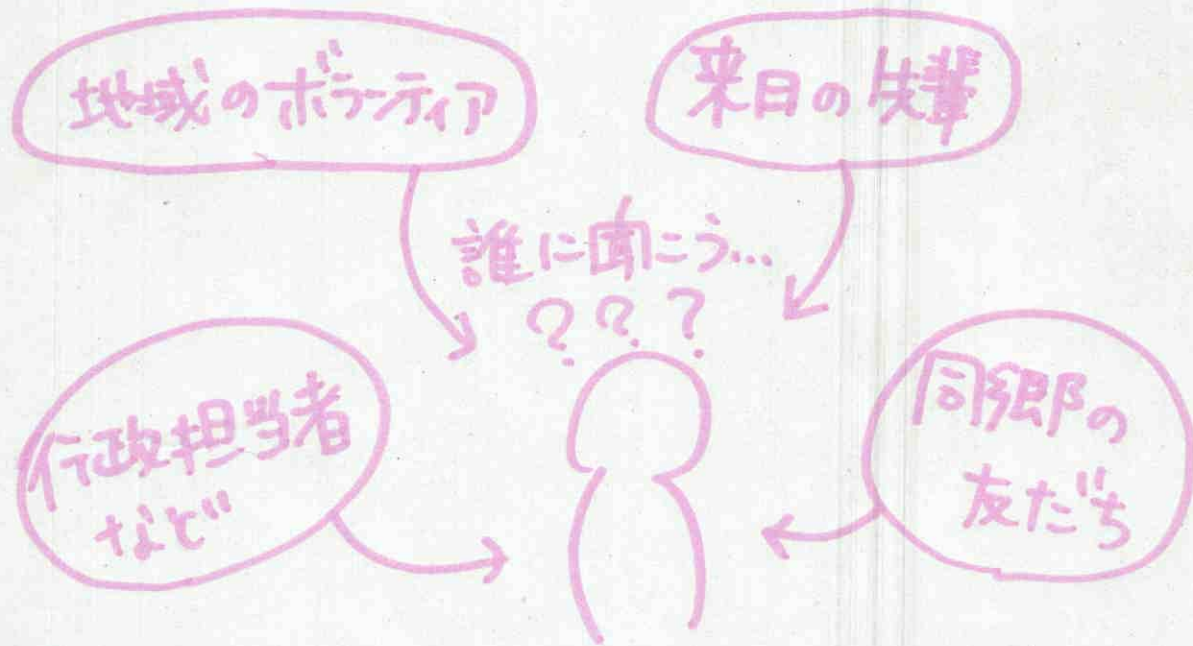 地域のボランティア
来日の先輩
誰に聞こう...
? ? ?
行政担当者
など
同郷の
友だち